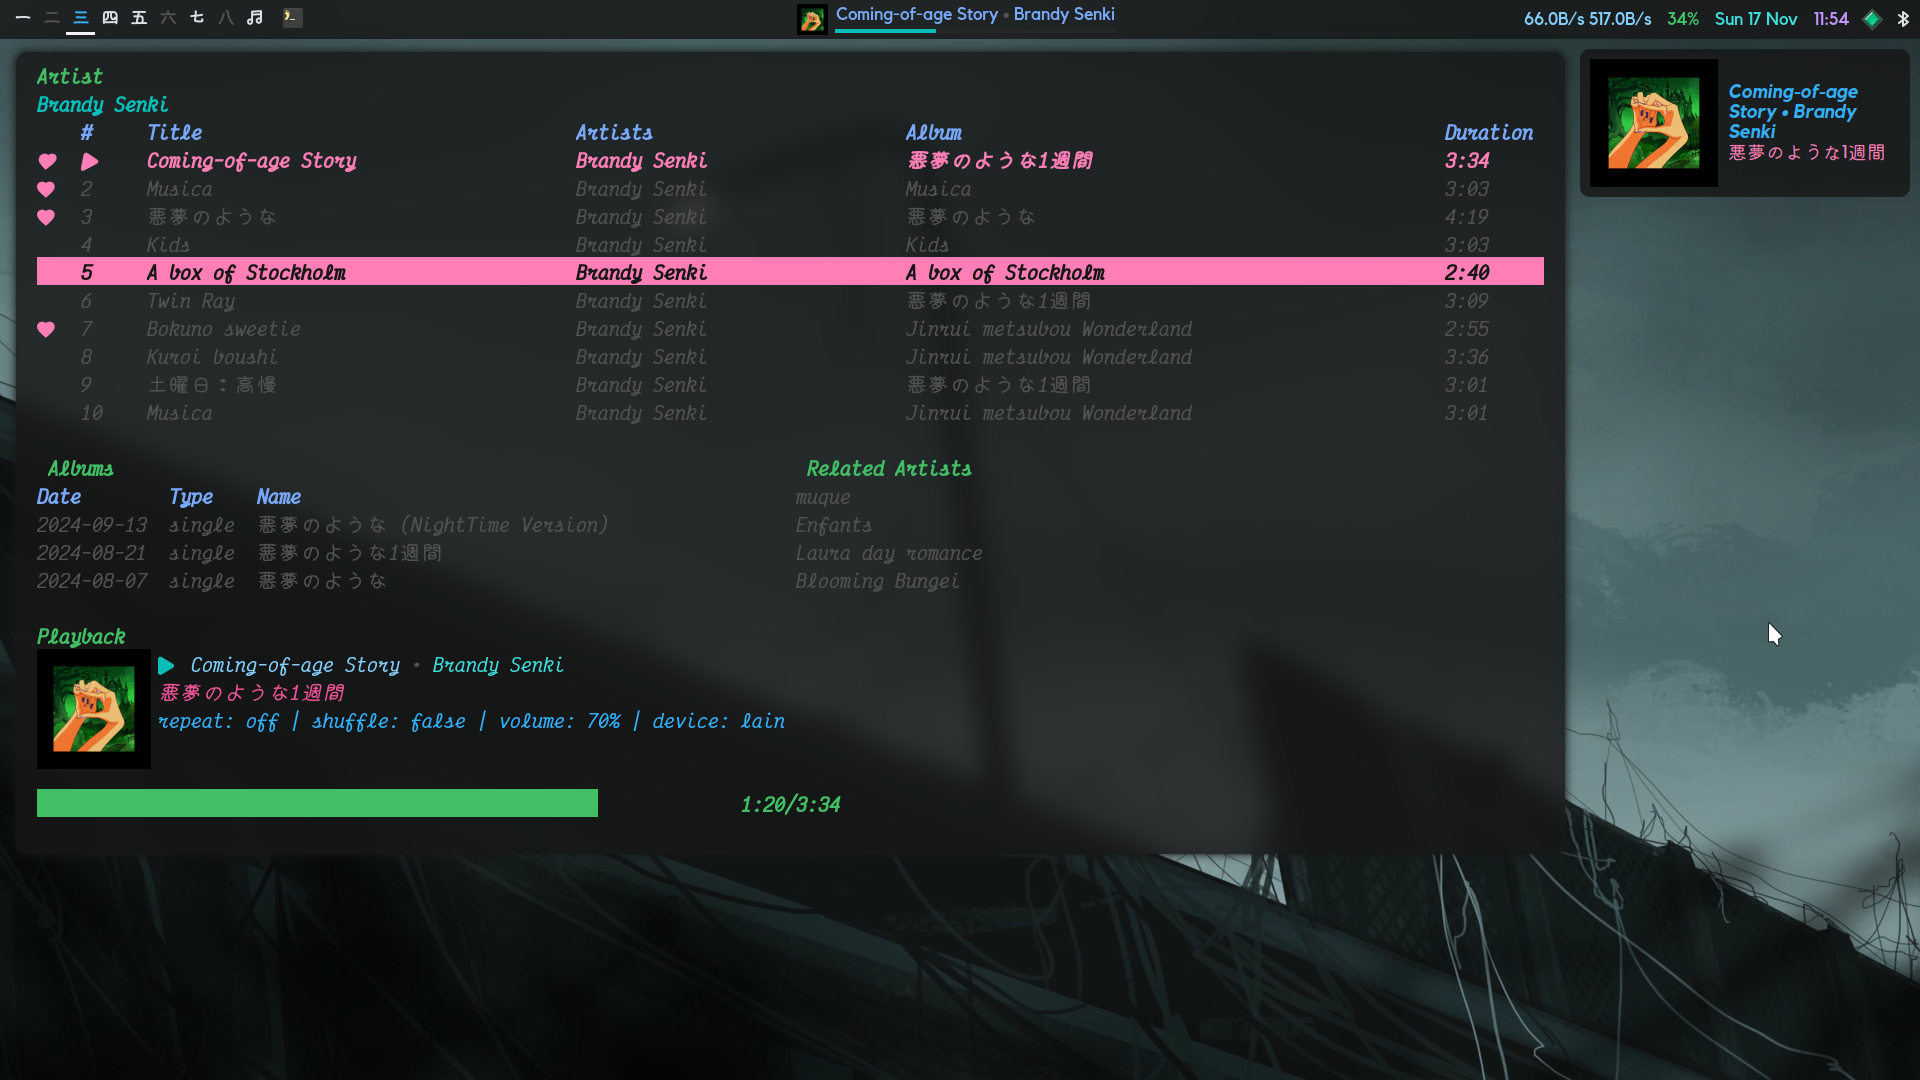 一 二 三 四 五 六 七 八
Coming-of-age Story • Brandy Senki
66.0B/s 517.0B/s 34% Sun 17 Nov 11:54
Artist
Brandy Senki
# Title Artists Album Duration
Coming-of-age Story Brandy Senki 悪夢のような1週間 3:34
2 Musica Brandy Senki Musica 3:03
3 悪夢のような Brandy Senki 悪夢のような 4:19
4 Kids Brandy Senki Kids 3:03
5 A box of Stockholm Brandy Senki A box of Stockholm 2:40
6 Twin Ray Brandy Senki 悪夢のような1週間 3:09
7 Bokuno sweetie Brandy Senki Jinrui metsubou Wonderland 2:55
8 Kuroi boushi Brandy Senki Jinrui metsubou Wonderland 3:36
9 土曜日：高慢 Brandy Senki 悪夢のような1週間 3:01
10 Musica Brandy Senki Jinrui metsubou Wonderland 3:01
Albums
Date Type Name
2024-09-13 single 悪夢のような (NightTime Version)
2024-08-21 single 悪夢のような1週間
2024-08-07 single 悪夢のような
Related Artists
muque
Enfants
Laura day romance
Blooming Bungei
Playback
Coming-of-age Story • Brandy Senki
悪夢のような1週間
repeat: off | shuffle: false | volume: 70% | device: lain
1:20/3:34
Coming-of-age
Story • Brandy
Senki
悪夢のような1週間